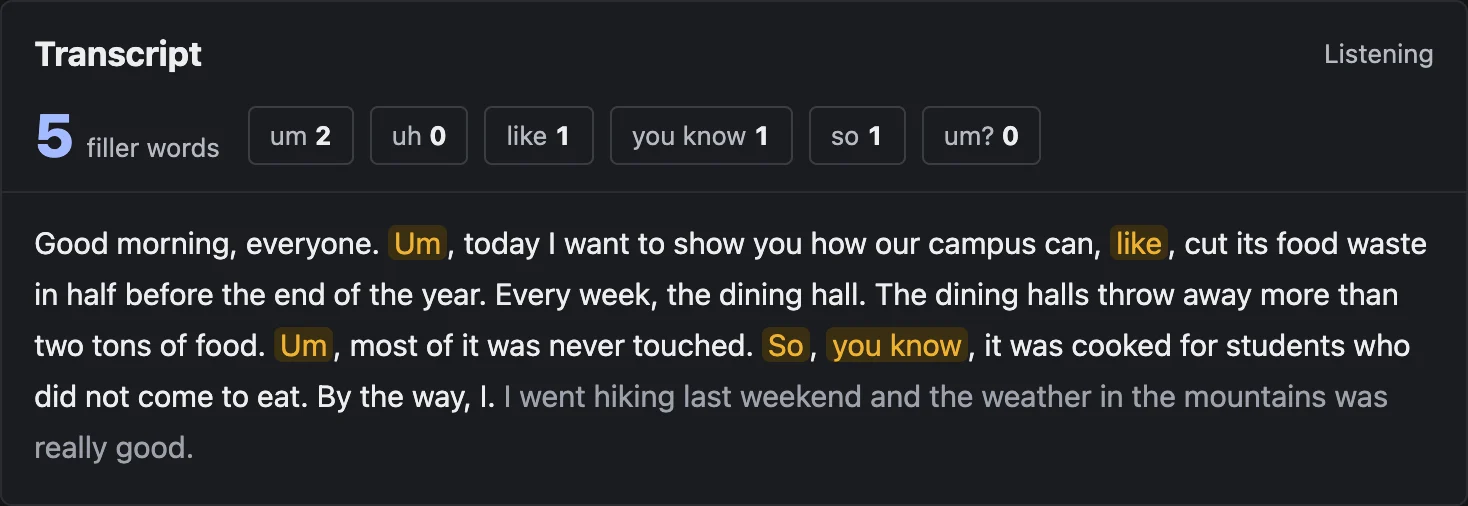 Transcript
Listening
5 filler words
um 2
uh 0
like 1
you know 1
so 1
um? 0
Good morning, everyone. Um, today I want to show you how our campus can, like, cut its food waste
in half before the end of the year. Every week, the dining hall. The dining halls throw away more than
two tons of food. Um, most of it was never touched. So, you know, it was cooked for students who
did not come to eat. By the way, I. I went hiking last weekend and the weather in the mountains was
really good.